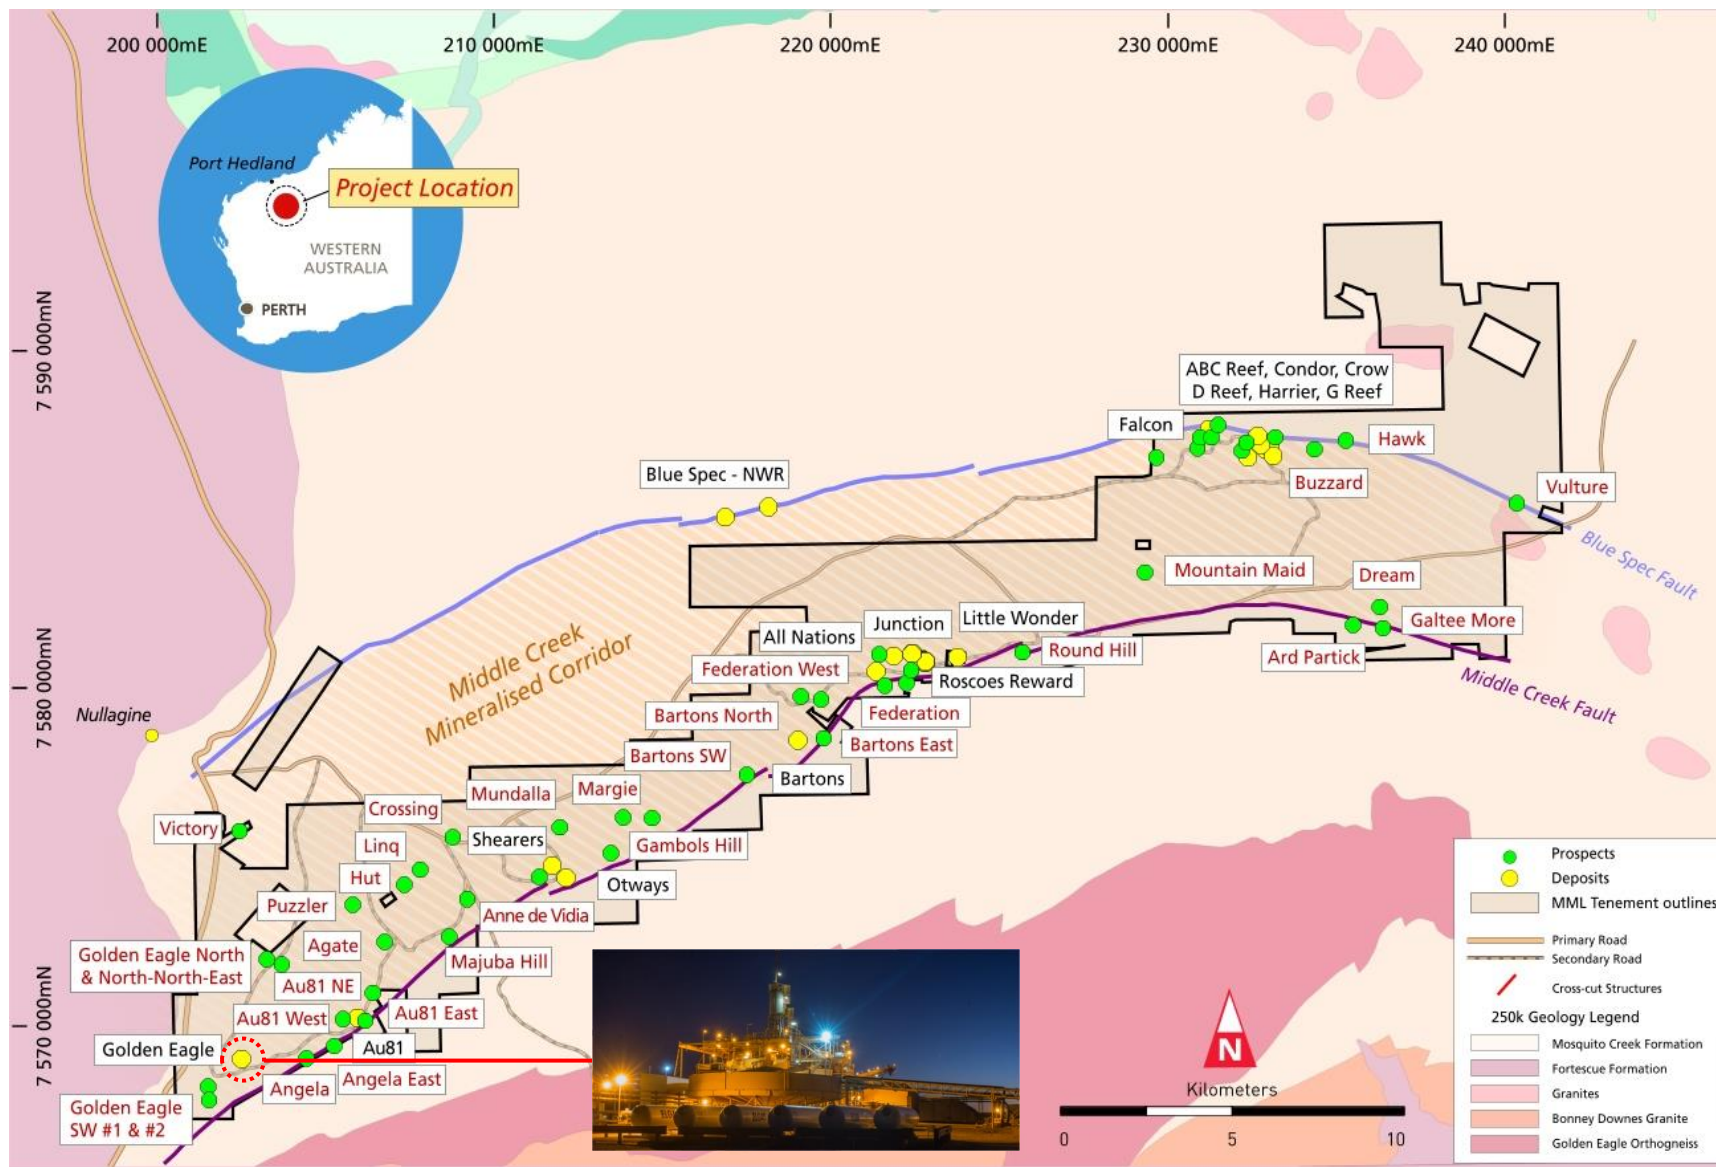 200 000mE
210 000mE
220 000mE
230 000mE
240 000mE
7 590 000mN
7 580 000mN
7 570 000mN
Port Hedland
Project Location
WESTERN
AUSTRALIA
PERTH
ABC Reef, Condor, Crow
D Reef, Harrier, G Reef
Falcon
Hawk
Blue Spec - NWR
Buzzard
Vulture
Blue Spec Fault
Mountain Maid
Dream
Galtee More
Ard Partick
Middle Creek Fault
Middle Creek
Mineralised Corridor
Little Wonder
Junction
All Nations
Round Hill
Federation West
Roscoes Reward
Nullagine
Bartons North
Federation
Bartons East
Bartons SW
Bartons
Margie
Mundalla
Crossing
Victory
Shearers
Linq
Gambols Hill
Hut
Otways
Puzzler
Anne de Vidia
Agate
Golden Eagle North
& North-North-East
Majuba Hill
Au81 NE
Au81 West
Au81 East
Golden Eagle
Au81
Angela East
Angela
Golden Eagle
SW #1 & #2
N
Kilometers
0
5
10
Prospects
Deposits
MML Tenement outlines
Primary Road
Secondary Road
Cross-cut Structures
250k Geology Legend
Mosquito Creek Formation
Fortescue Formation
Granites
Bonney Downes Granite
Golden Eagle Orthogneiss